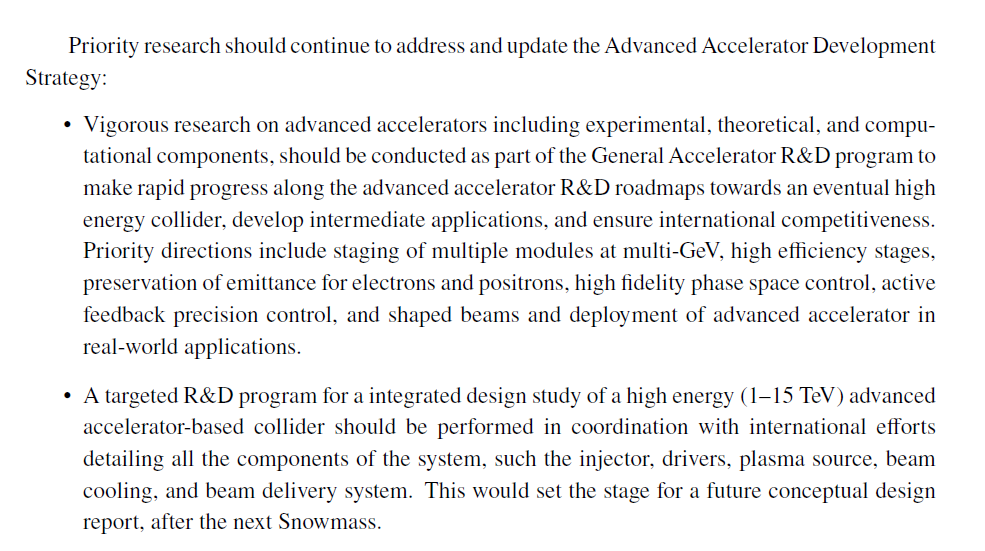 Priority research should continue to address and update the Advanced Accelerator Development
Strategy:
• Vigorous research on advanced accelerators including experimental, theoretical, and compu-
tational components, should be conducted as part of the General Accelerator R&D program to
make rapid progress along the advanced accelerator R&D roadmaps towards an eventual high
energy collider, develop intermediate applications, and ensure international competitiveness.
Priority directions include staging of multiple modules at multi-GeV, high efficiency stages,
preservation of emittance for electrons and positrons, high fidelity phase space control, active
feedback precision control, and shaped beams and deployment of advanced accelerator in
real-world applications.
• A targeted R&D program for a integrated design study of a high energy (1–15 TeV) advanced
accelerator-based collider should be performed in coordination with international efforts
detailing all the components of the system, such the injector, drivers, plasma source, beam
cooling, and beam delivery system. This would set the stage for a future conceptual design
report, after the next Snowmass.